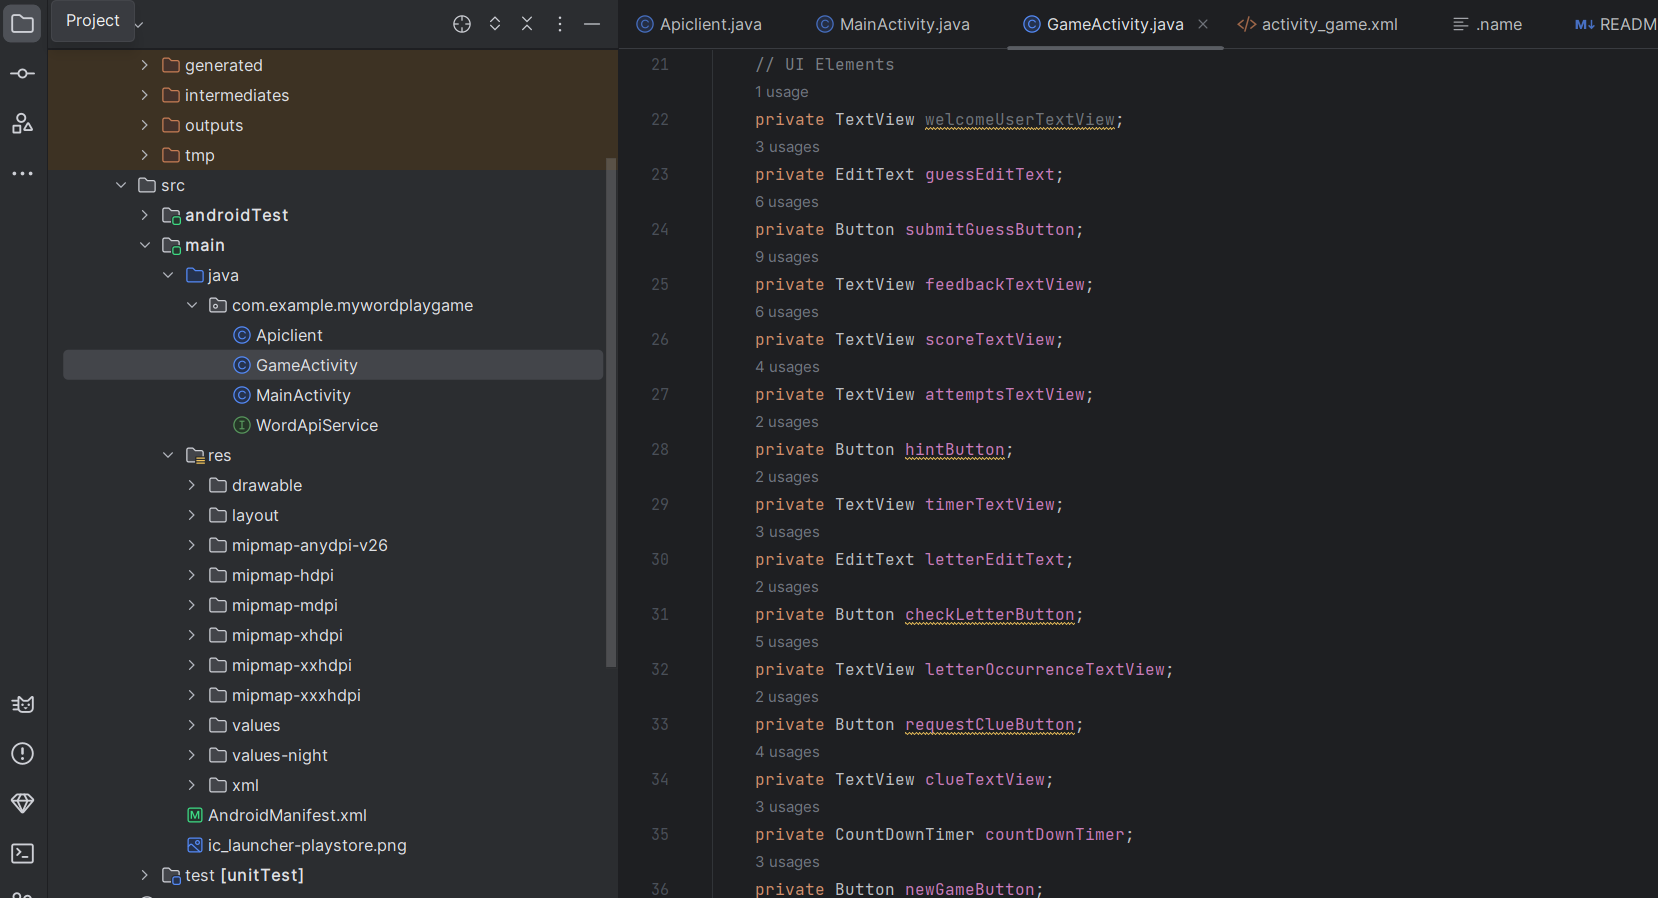 Project
generated
intermediates
outputs
tmp
src
androidTest
main
java
com.example.mywordplaygame
C Apiclient
C GameActivity
C MainActivity
I WordApiService
res
drawable
layout
mipmap-anydpi-v26
mipmap-hdpi
mipmap-mdpi
mipmap-xhdpi
mipmap-xxhdpi
mipmap-xxxhdpi
values
values-night
xml
M AndroidManifest.xml
ic_launcher-playstore.png
test [unitTest]
C Apiclient.java C MainActivity.java C GameActivity.java </> activity_game.xml .name M↓ READM
21 // UI Elements
1 usage
22 private TextView welcomeUserTextView;
3 usages
23 private EditText guessEditText;
6 usages
24 private Button submitGuessButton;
9 usages
25 private TextView feedbackTextView;
6 usages
26 private TextView scoreTextView;
4 usages
27 private TextView attemptsTextView;
2 usages
28 private Button hintButton;
2 usages
29 private TextView timerTextView;
3 usages
30 private EditText letterEditText;
2 usages
31 private Button checkLetterButton;
5 usages
32 private TextView letterOccurrenceTextView;
2 usages
33 private Button requestClueButton;
4 usages
34 private TextView clueTextView;
3 usages
35 private CountDownTimer countDownTimer;
3 usages
36 private Button newGameButton;